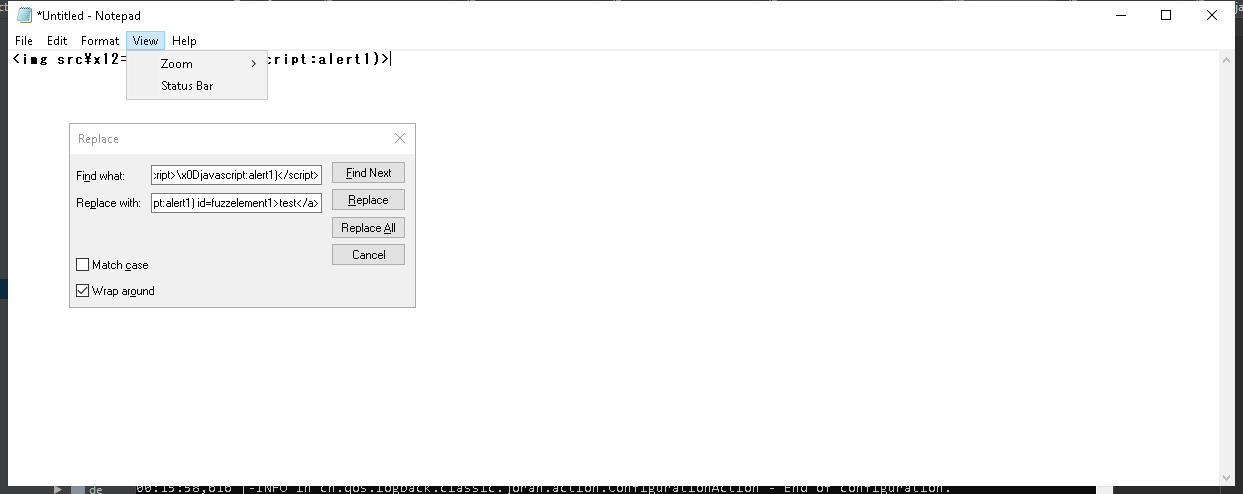 *Untitled - Notepad
File Edit Format View Help
<img src¥x12= cript:alert1)>
Zoom
Status Bar
Replace
Find what: ript>\x0Djavascript:alert1)</script> Find Next
Replace with: pt:alert1) id=fuzzelement1>test</a> Replace
Replace All
Cancel
Match case
Wrap around
de 00:15:58,616 |-INFO in ch.qos.logback.classic.joran.action.ConfigurationAction - End of configuration.